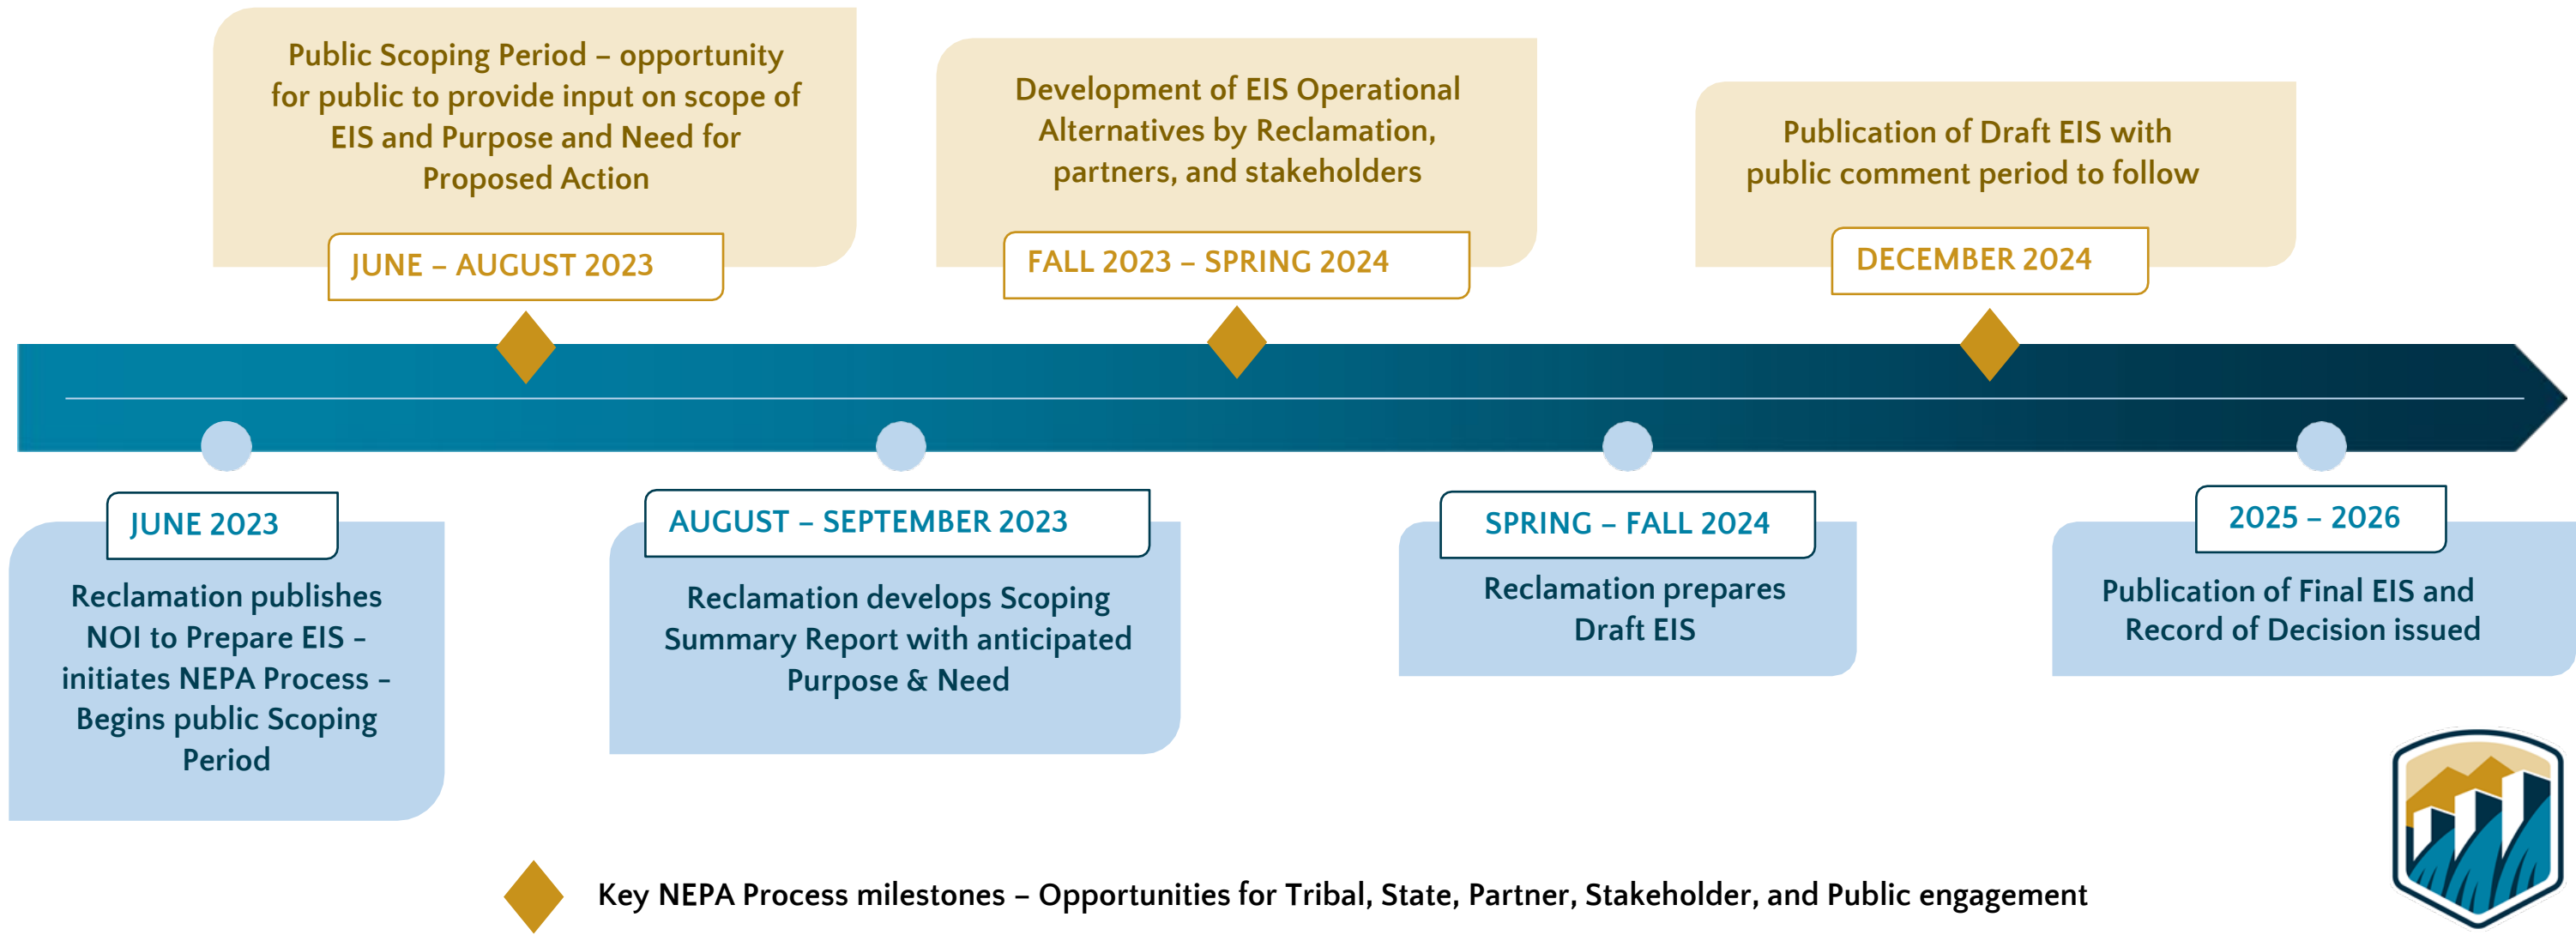 Public Scoping Period – opportunity
for public to provide input on scope of
EIS and Purpose and Need for
Proposed Action
JUNE – AUGUST 2023
Development of EIS Operational
Alternatives by Reclamation,
partners, and stakeholders
FALL 2023 – SPRING 2024
Publication of Draft EIS with
public comment period to follow
DECEMBER 2024
JUNE 2023
Reclamation publishes
NOI to Prepare EIS –
initiates NEPA Process –
Begins public Scoping
Period
AUGUST – SEPTEMBER 2023
Reclamation develops Scoping
Summary Report with anticipated
Purpose & Need
SPRING – FALL 2024
Reclamation prepares
Draft EIS
2025 – 2026
Publication of Final EIS and
Record of Decision issued
Key NEPA Process milestones – Opportunities for Tribal, State, Partner, Stakeholder, and Public engagement